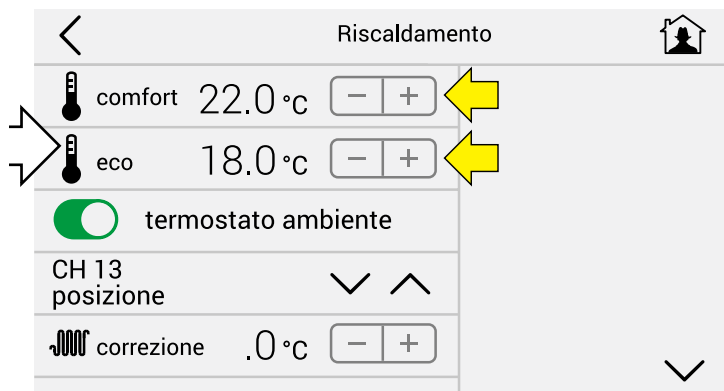 Riscaldamento
comfort 22.0 °C
eco 18.0 °C
termostato ambiente
CH 13
posizione
correzione .0 °C